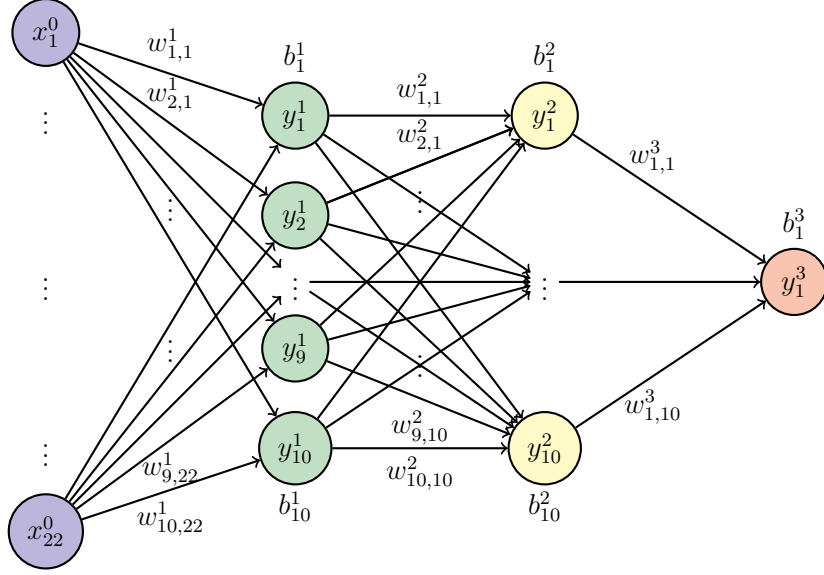 x_1^0
w_{1,1}^1
w_{2,1}^1
b_1^1
y_1^1
w_{1,1}^2
w_{2,1}^2
b_1^2
y_1^2
w_{1,1}^3
⋮
⋮
y_2^1
⋮
b_1^3
⋮
⋮
⋮
y_1^3
⋮
y_9^1
⋮
w_{1,10}^3
⋮
w_{9,22}^1
w_{10,22}^1
y_{10}^1
b_{10}^1
w_{9,10}^2
w_{10,10}^2
y_{10}^2
b_{10}^2
x_{22}^0